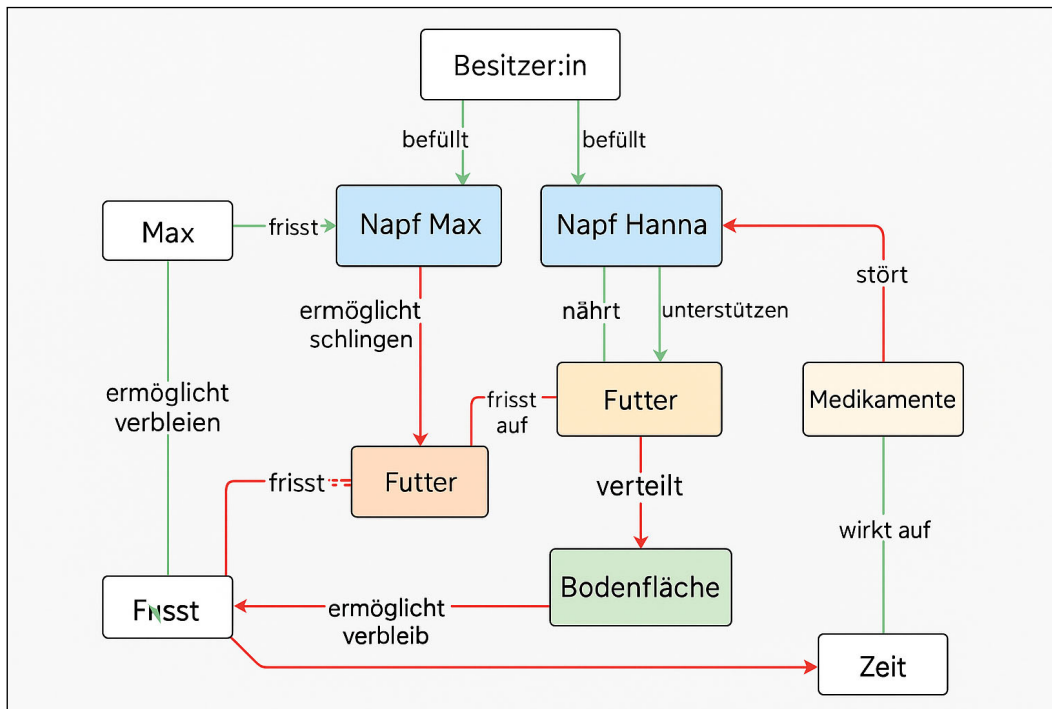 Besitzer:in
befüllt
befüllt
Max
frisst
Napf Max
Napf Hanna
stört
ermöglicht
schlingen
nährt
unterstützen
ermöglicht
verbleien
frisst
auf
Futter
Medikamente
frisst
Futter
verteilt
wirkt auf
Bodenfläche
ermöglicht
verbleib
Zeit